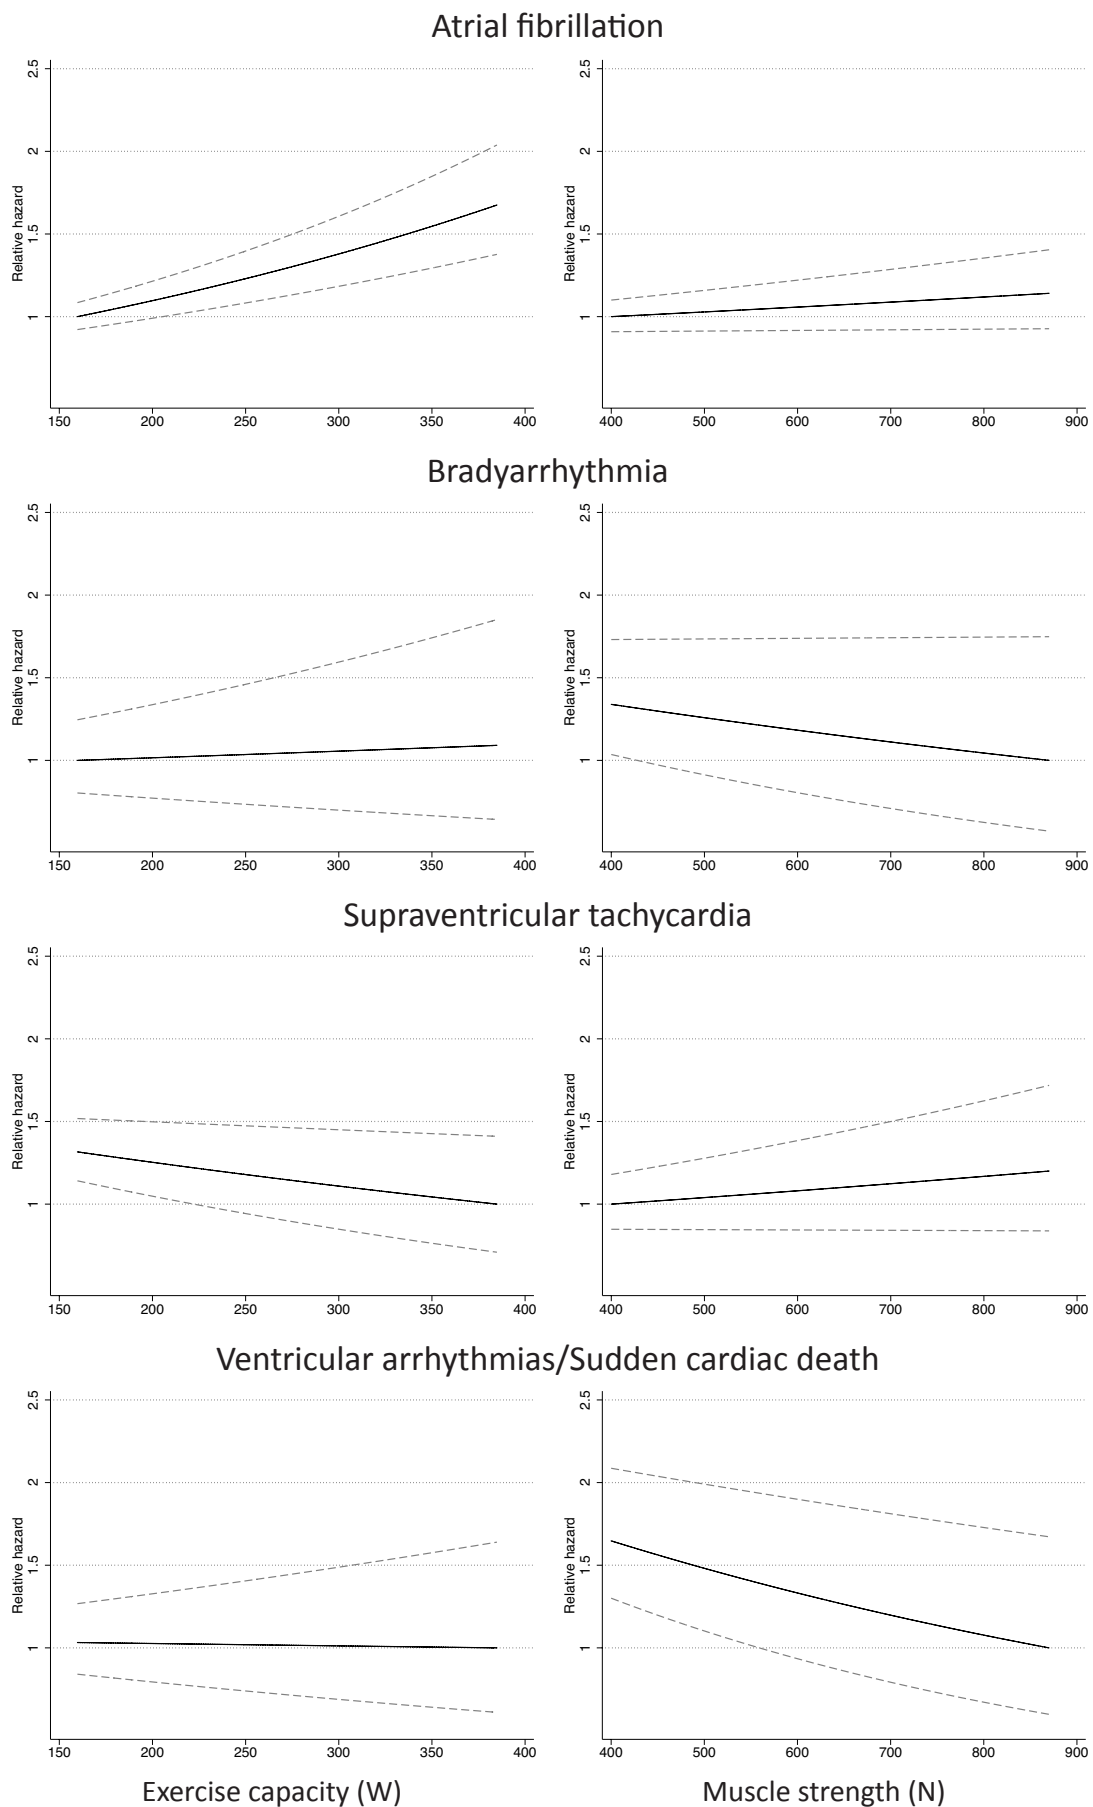 Atrial fibrillation
2.5
2
1.5
1
Relative hazard
150 200 250 300 350 400
2.5
2
1.5
1
Relative hazard
400 500 600 700 800 900
Bradyarrhythmia
2.5
2
1.5
1
Relative hazard
150 200 250 300 350 400
2.5
2
1.5
1
Relative hazard
400 500 600 700 800 900
Supraventricular tachycardia
2.5
2
1.5
1
Relative hazard
150 200 250 300 350 400
2.5
2
1.5
1
Relative hazard
400 500 600 700 800 900
Ventricular arrhythmias/Sudden cardiac death
2.5
2
1.5
1
Relative hazard
150 200 250 300 350 400
2.5
2
1.5
1
Relative hazard
400 500 600 700 800 900
Exercise capacity (W)
Muscle strength (N)